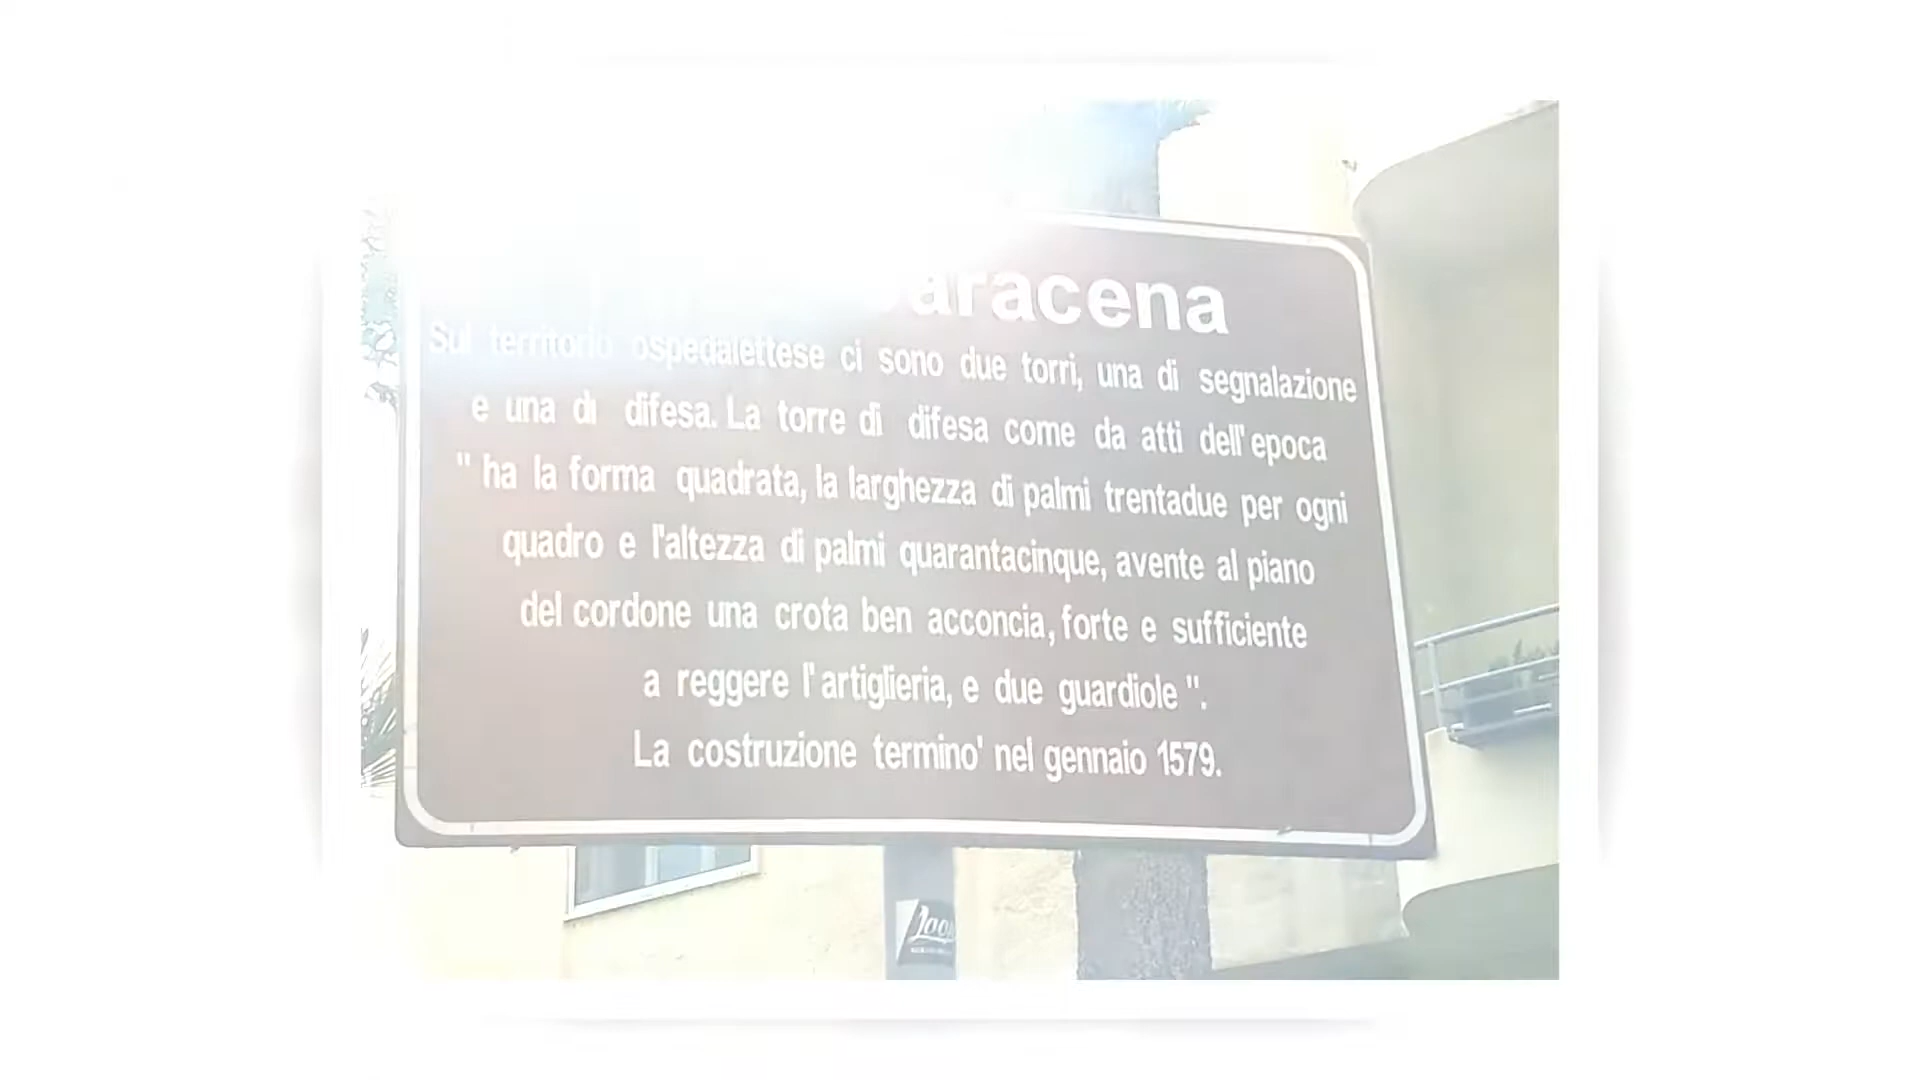 aracena
Sul territorio ospedalettese ci sono due torri, una di segnalazione
e una di difesa. La torre di difesa come da atti dell'epoca
" ha la forma quadrata, la larghezza di palmi trentadue per ogni
quadro e l'altezza di palmi quarantacinque, avente al piano
del cordone una crota ben acconcia, forte e sufficiente
a reggere l'artiglieria, e due guardiole ".
La costruzione termino' nel gennaio 1579.